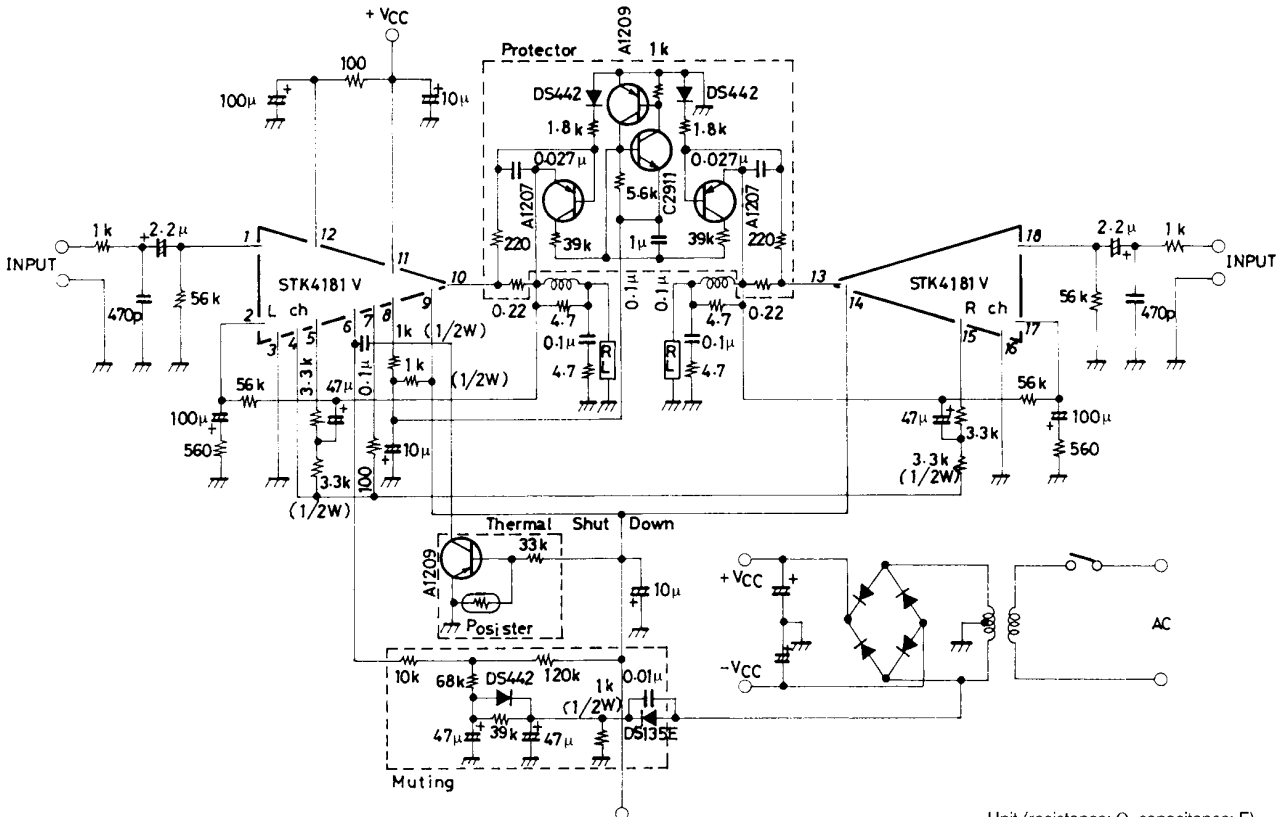 + VCC
A1209
1k
Protector
100
100μ
10μ
DS442
DS442
1.8k
1.8k
0.027μ
0.027μ
A1207
C2911
A1207
5.6k
39k
1μ
39k
220
220
1k
2.2μ
1
12
11
10
13
18
2.2μ
1k
INPUT
INPUT
STK4181 V
STK4181 V
L ch
R ch
470p
56k
56k
470p
2
3
4
5
6
7
8
9
14
15
16
17
0.22
0.1μ
0.1μ
0.22
4.7
4.7
0.1μ
0.1μ
4.7
4.7
RL
RL
1k (1/2W)
1k
(1/2W)
3.3k
0.1μ
47μ
56k
100μ
560
3.3k
(1/2W)
100
10μ
56k
47μ
3.3k
100μ
560
3.3k
(1/2W)
Thermal Shut Down
A1209
33k
Posister
10μ
+VCC
-VCC
AC
10k
68k
DS442
120k
1k
(1/2W)
0.01μ
47μ
39k
47μ
DS135E
Muting
Unit (resistance: Ω, capacitance: F)